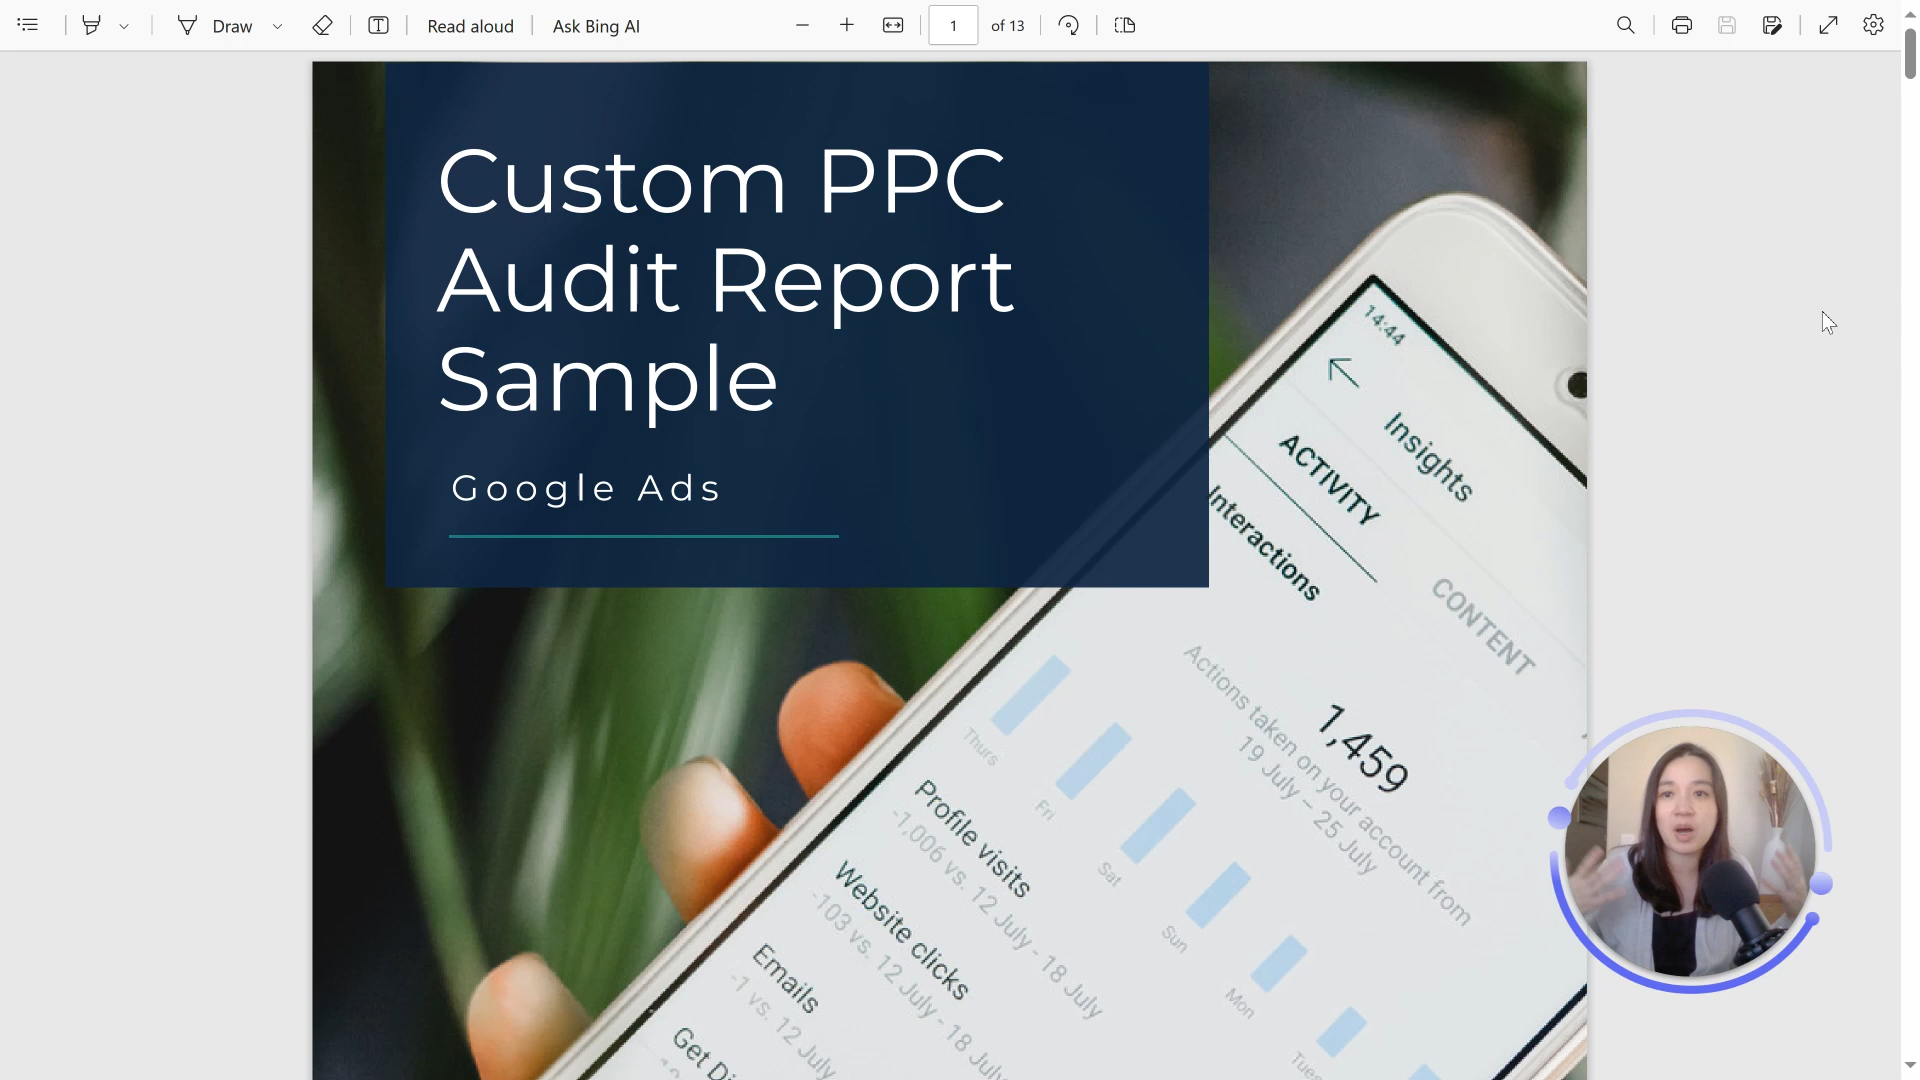 Draw
Read aloud
Ask Bing AI
1
of 13
Custom PPC
Audit Report
Sample
Google Ads
14:44
Insights
ACTIVITY
CONTENT
Interactions
1,459
Actions taken on your account from
19 July – 25 July
Thurs
Fri
Sat
Sun
Mon
Tues
Profile visits
-1,006 vs. 12 July - 18 July
Website clicks
-103 vs. 12 July - 18 July
Emails
-1 vs. 12 July
Get Di